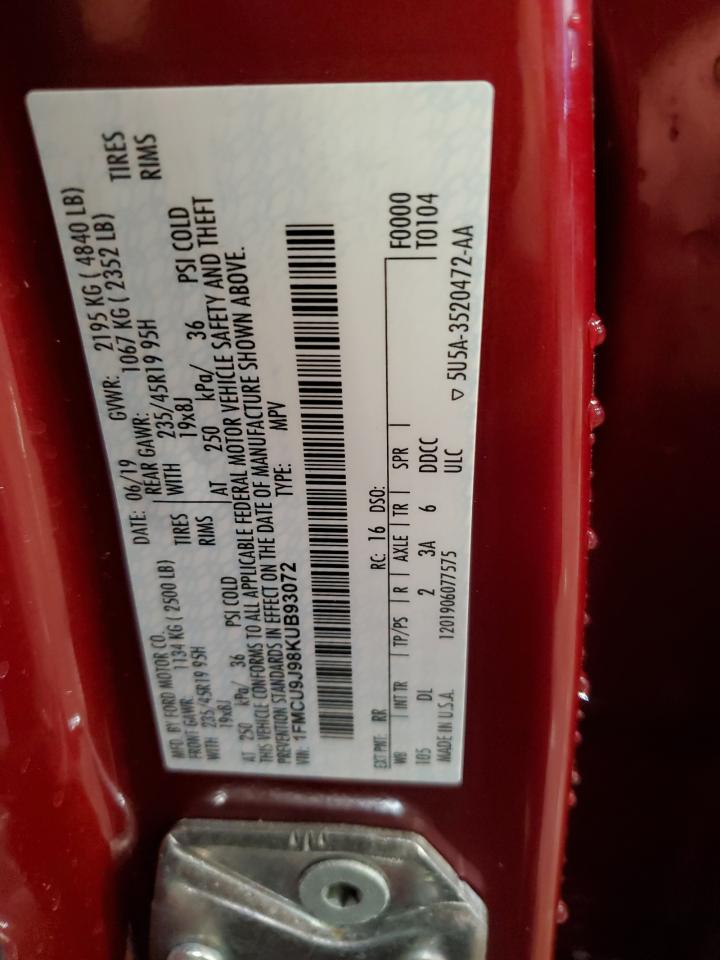 MFD. BY FORD MOTOR CO. DATE: 06/19 GVWR: 2195 KG ( 4840 LB)
FRONT GAWR: 1134 KG ( 2500 LB) REAR GAWR: 1067 KG ( 2352 LB)
WITH 235/45R19 95H TIRES WITH 235/45R19 95H TIRES
19x8J RIMS 19x8J RIMS
AT 250 kPa/ 36 PSI COLD AT 250 kPa/ 36 PSI COLD
THIS VEHICLE CONFORMS TO ALL APPLICABLE FEDERAL MOTOR VEHICLE SAFETY AND THEFT
PREVENTION STANDARDS IN EFFECT ON THE DATE OF MANUFACTURE SHOWN ABOVE.
VIN: 1FMCU9J98KUB93072 TYPE: MPV
EXT PNT: RR RC: 16 DSO: F0000
WB INT TR TP/PS R AXLE TR SPR T0104
105 DL 2 3A 6 DDCC
MADE IN U.S.A. 1201906077575 ULC
▽ 5U5A-3520472-AA